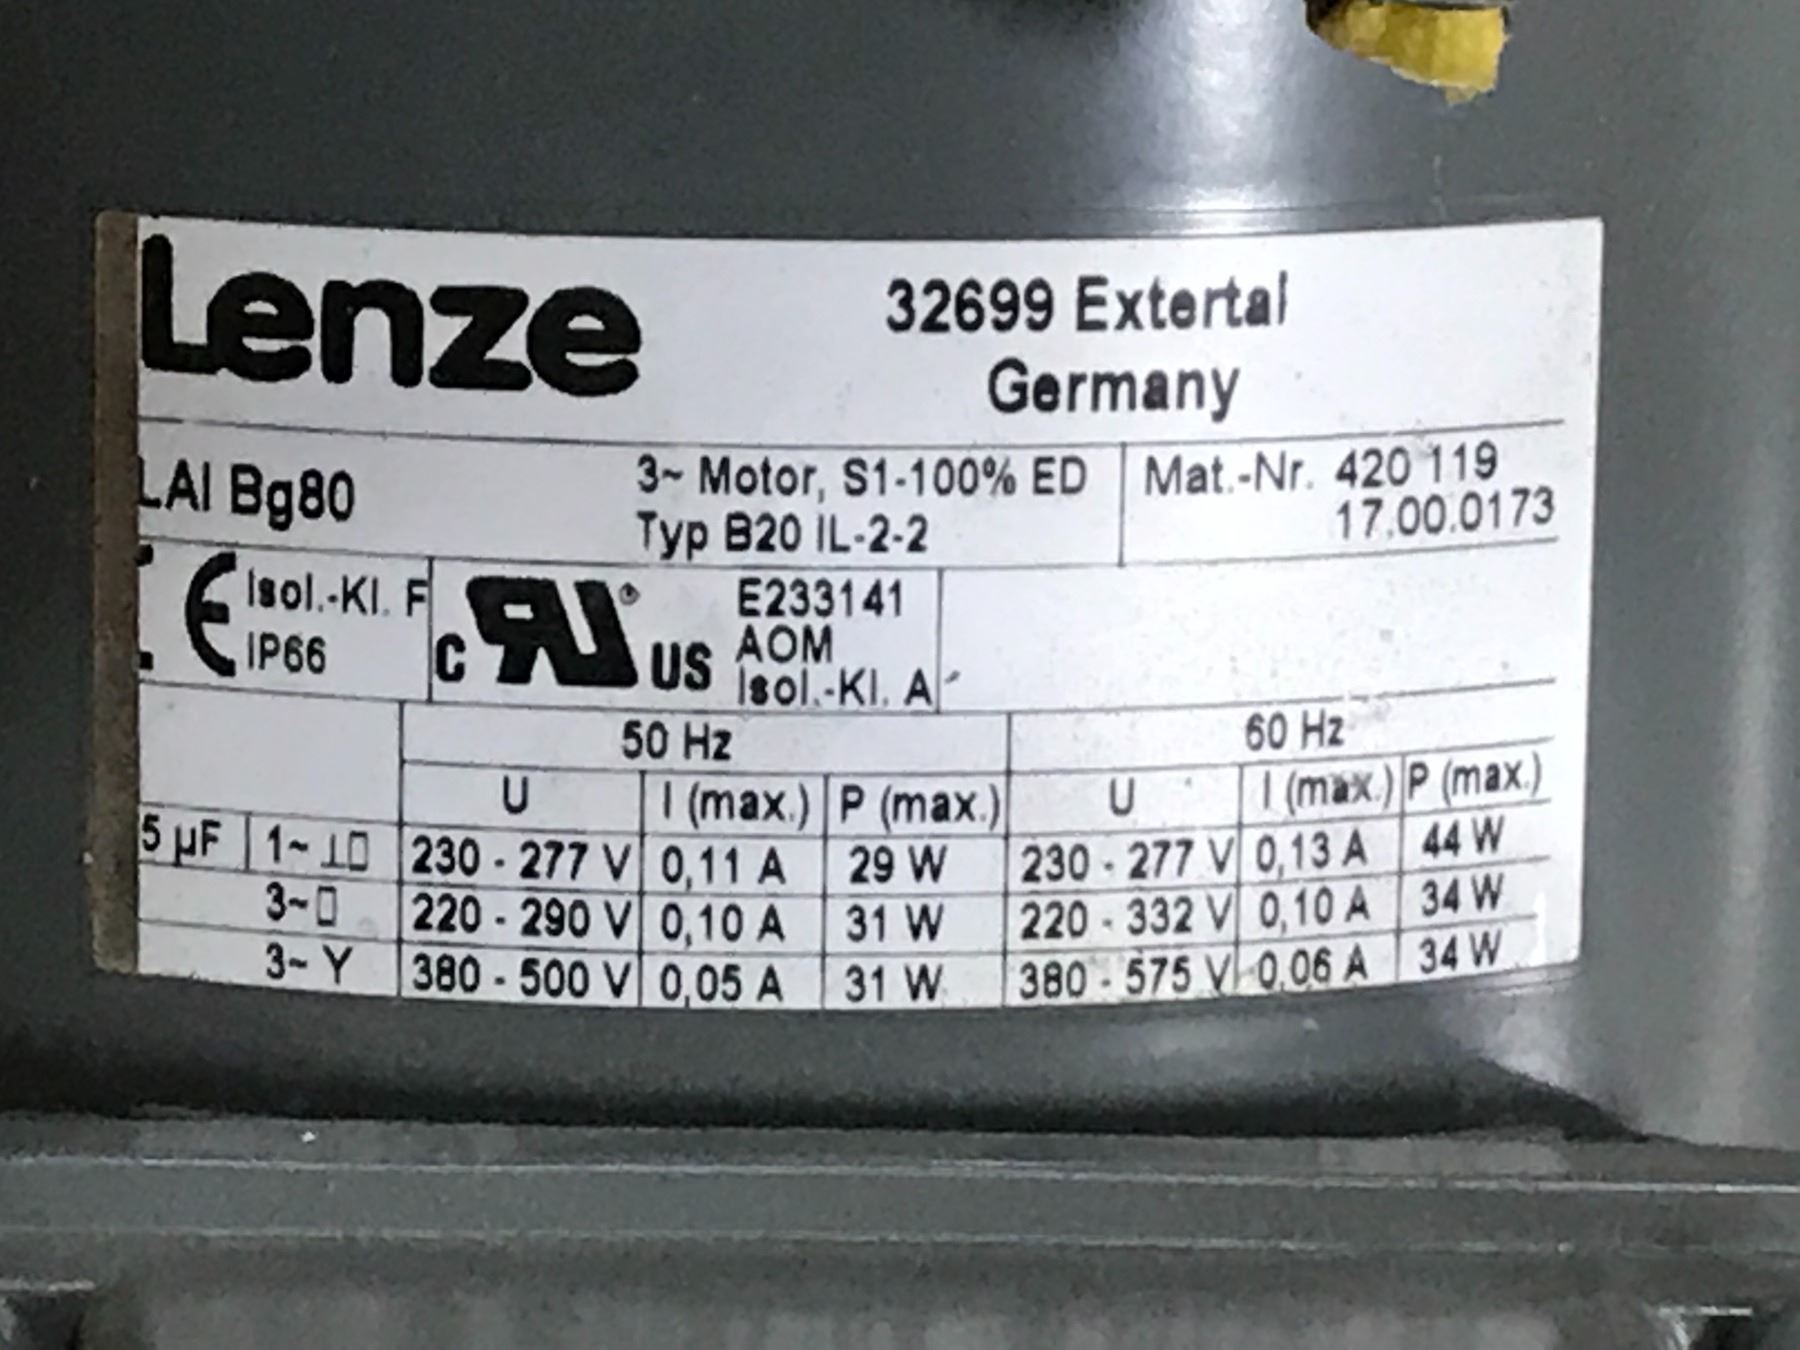 Lenze
32699 Extertal
Germany
LAI Bg80
3~ Motor, S1-100% ED
Typ B20 IL-2-2
Mat.-Nr. 420 119
17.00.0173
CE Isol.-Kl. F
IP66
c RU® US
E233141
AOM
Isol.-Kl. A
50 Hz 60 Hz
U I (max.) P (max.) U I (max.) P (max.)
5 µF 1~ ⊥□ 230 - 277 V 0,11 A 29 W 230 - 277 V 0,13 A 44 W
3~ □ 220 - 290 V 0,10 A 31 W 220 - 332 V 0,10 A 34 W
3~ Y 380 - 500 V 0,05 A 31 W 380 - 575 V 0,06 A 34 W